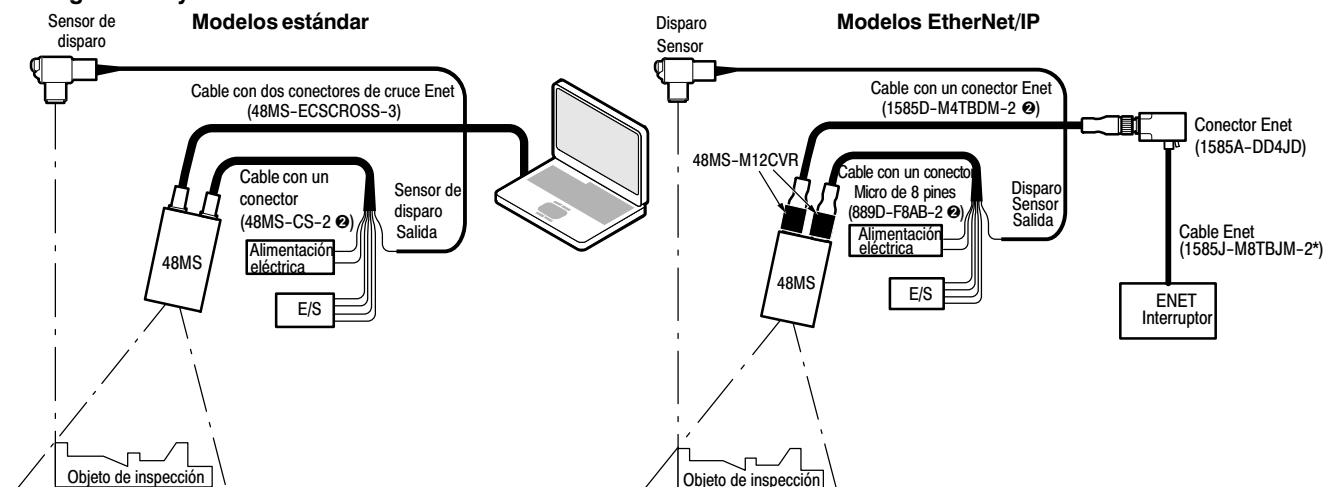 Modelos estándar
Sensor de
disparo
Cable con dos conectores de cruce Enet
(48MS-ECSCROSS-3)
Cable con un
conector
(48MS-CS-2 ❷)
Sensor de
disparo
Salida
Alimentación
eléctrica
48MS
E/S
Objeto de inspección
Modelos EtherNet/IP
Disparo
Sensor
Cable con un conector Enet
(1585D-M4TBDM-2 ❷)
Conector Enet
(1585A-DD4JD)
48MS-M12CVR
Cable con un conector
Micro de 8 pines
(889D-F8AB-2 ❷)
Disparo
Sensor
Salida
Alimentación
eléctrica
Cable Enet
(1585J-M8TBJM-2*)
48MS
E/S
ENET
Interruptor
Objeto de inspección